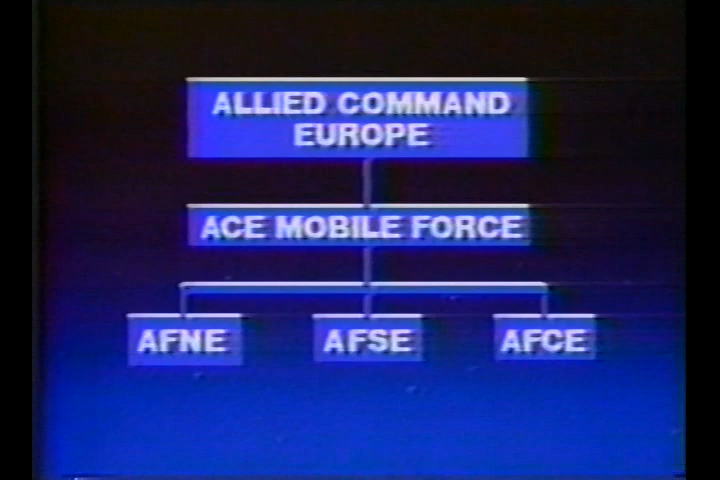 ALLIED COMMAND
EUROPE
ACE MOBILE FORCE
AFNE AFSE AFCE